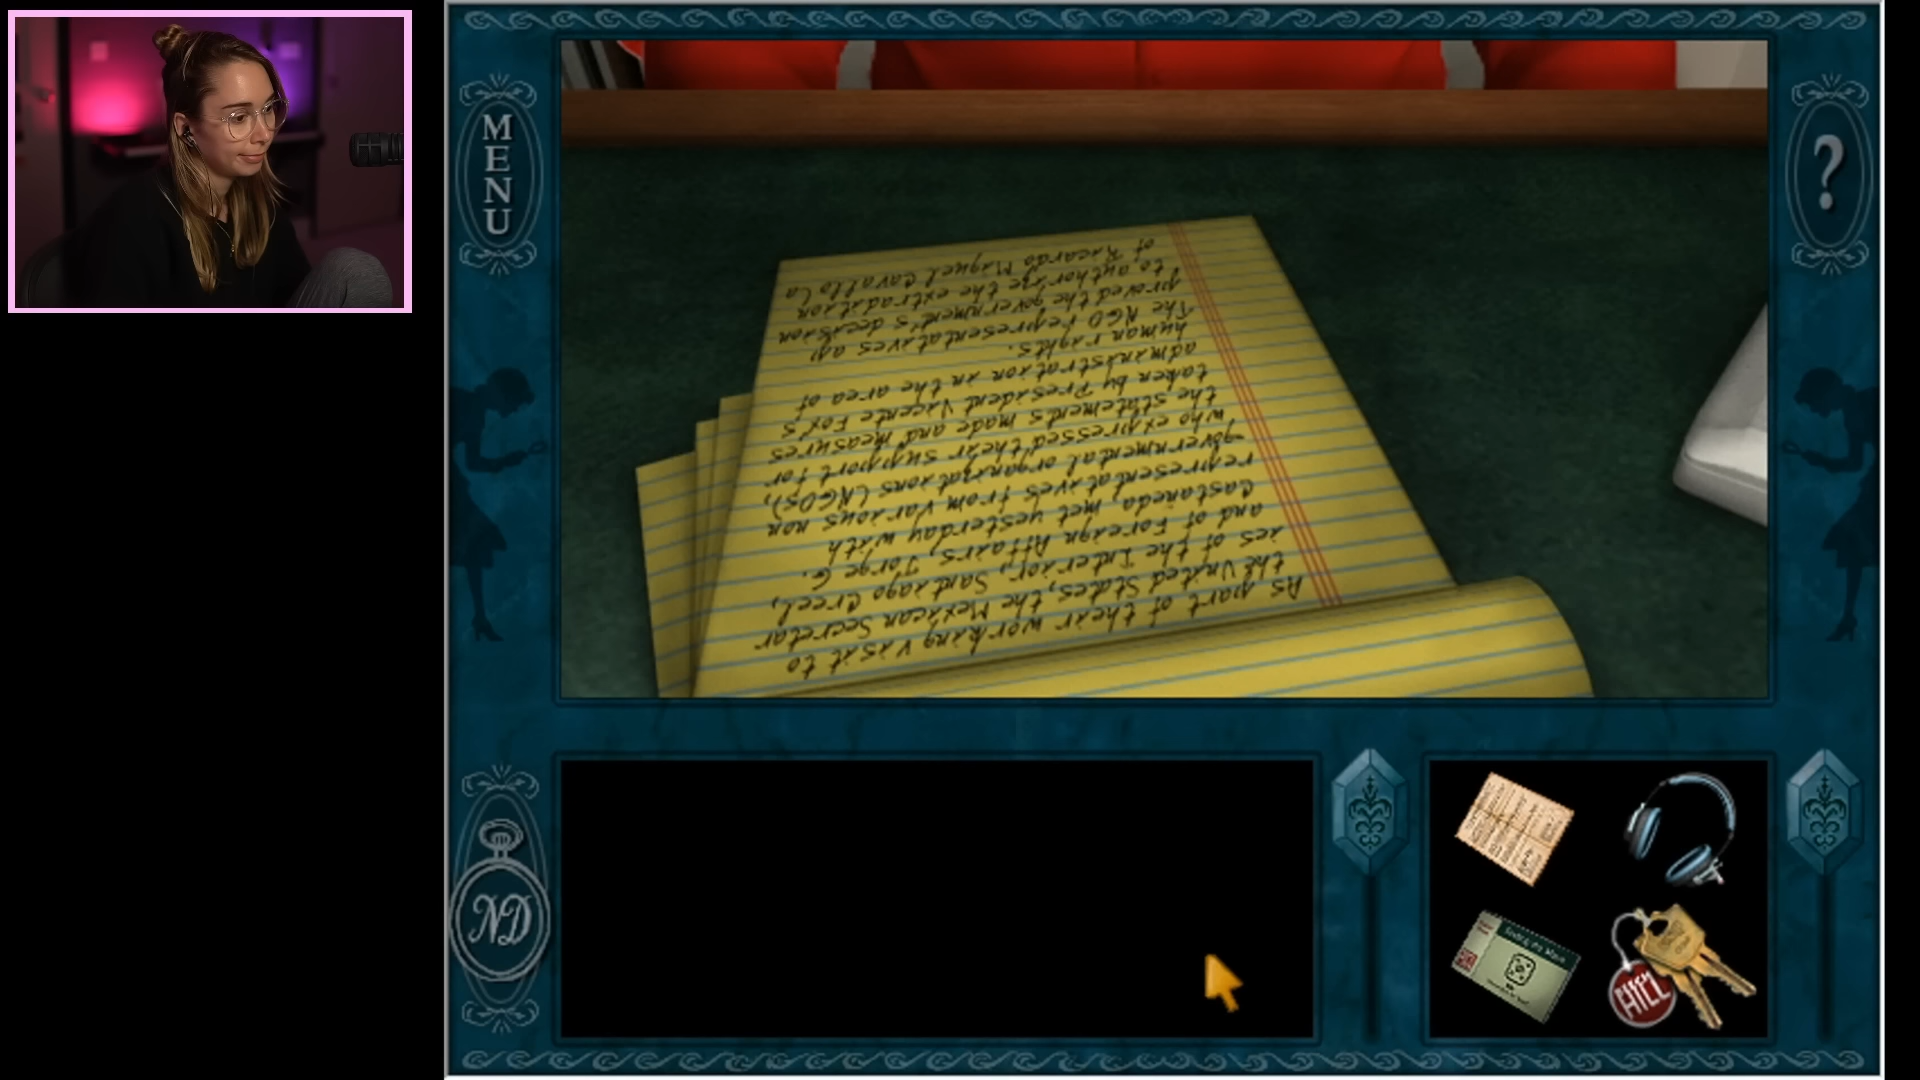 MENU
?
As part of their working visit to
the United States, the Mexican Secretar
ies of the Interior, Santiago Creel,
and of Foreign Affairs, Jorge G.
Castaneda met yesterday with
representatives from various non
governmental organizations (NGOs),
who expressed their support for
the statements made and measures
taken by President Vicente Fox's
administration in the area of
human rights.
The NGO representatives ap
proved the government's decision
to authorize the extradition
of Ricardo Miguel Cavallo (a
ND